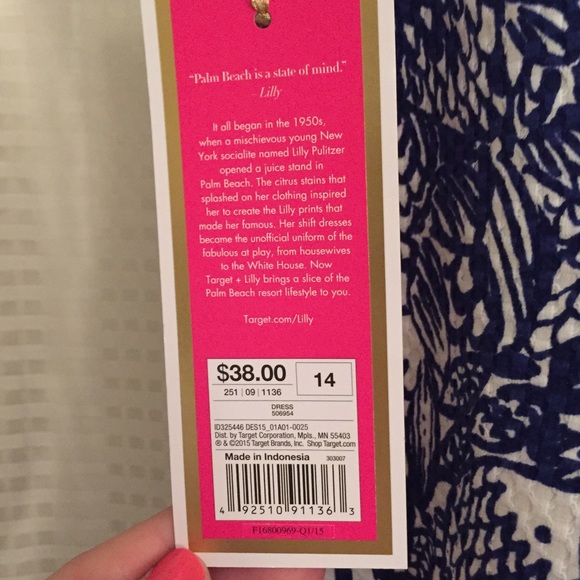 “Palm Beach is a state of mind.”
–Lilly
It all began in the 1950s,
when a mischievous young New
York socialite named Lilly Pulitzer
opened a juice stand in
Palm Beach. The citrus stains that
splashed on her clothing inspired
her to create the Lilly prints that
made her famous. Her shift dresses
became the unofficial uniform of the
fabulous at play, from housewives
to the White House. Now
Target + Lilly brings a slice of the
Palm Beach resort lifestyle to you.
Target.com/Lilly
$38.00
251 | 09 | 1136
14
DRESS
506954
ID325446 DES15_01A01-0025
Dist. by Target Corporation, Mpls., MN 55403
® & ©2015 Target Brands, Inc. Shop Target.com
Made in Indonesia 303007
4 92510 91136 3
F16800969-Q1/15